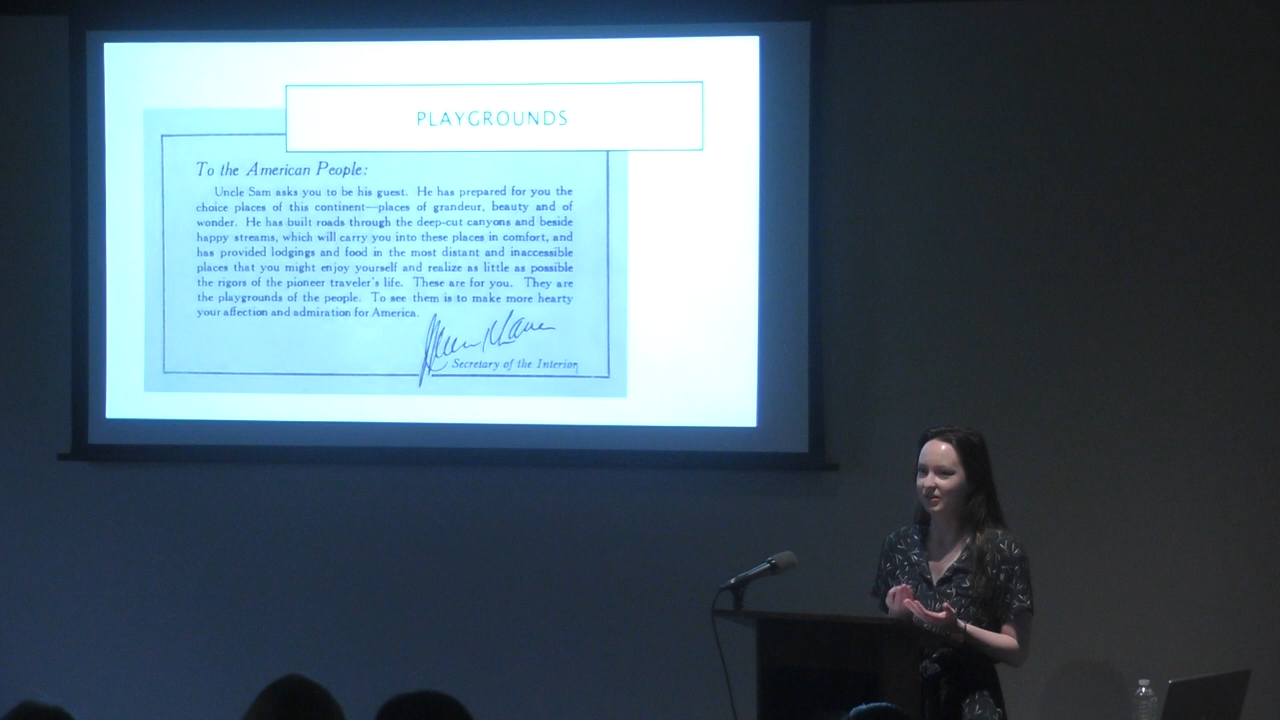 PLAYGROUNDS
To the American People:
Uncle Sam asks you to be his guest. He has prepared for you the
choice places of this continent—places of grandeur, beauty and of
wonder. He has built roads through the deep-cut canyons and beside
happy streams, which will carry you into these places in comfort, and
has provided lodgings and food in the most distant and inaccessible
places that you might enjoy yourself and realize as little as possible
the rigors of the pioneer traveler's life. These are for you. They are
the playgrounds of the people. To see them is to make more hearty
your affection and admiration for America.
Secretary of the Interior